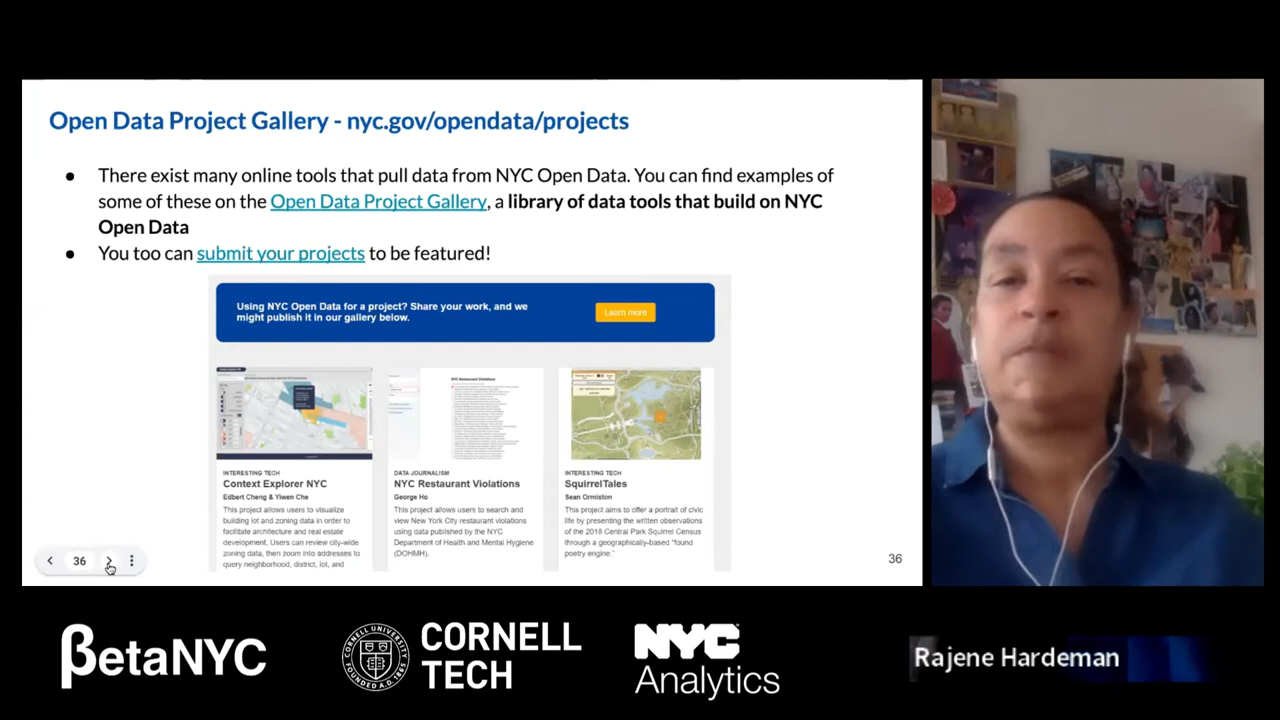 Open Data Project Gallery - nyc.gov/opendata/projects
● There exist many online tools that pull data from NYC Open Data. You can find examples of
some of these on the Open Data Project Gallery, a library of data tools that build on NYC
Open Data
● You too can submit your projects to be featured!
Using NYC Open Data for a project? Share your work, and we
might publish it in our gallery below.
Learn more
NYC Restaurant Violations
INTERESTING TECH
Context Explorer NYC
Edbert Cheng & Yiwen Che
This project allows users to visualize
building lot and zoning data in order to
facilitate architecture and real estate
development. Users can review city-wide
zoning data, then zoom into addresses to
query neighborhood, district, lot, and
DATA JOURNALISM
NYC Restaurant Violations
George Ho
This project allows users to search and
view New York City restaurant violations
using data published by the NYC
Department of Health and Mental Hygiene
(DOHMH).
INTERESTING TECH
SquirrelTales
Sean Ormiston
This project aims to offer a portrait of civic
life by presenting the written observations
of the 2018 Central Park Squirrel Census
through a geographically-based "found
poetry engine."
36
36
βetaNYC
CORNELL UNIVERSITY
FOUNDED A.D. 1865
CORNELL
TECH
NYC
Analytics
Rajene Hardeman